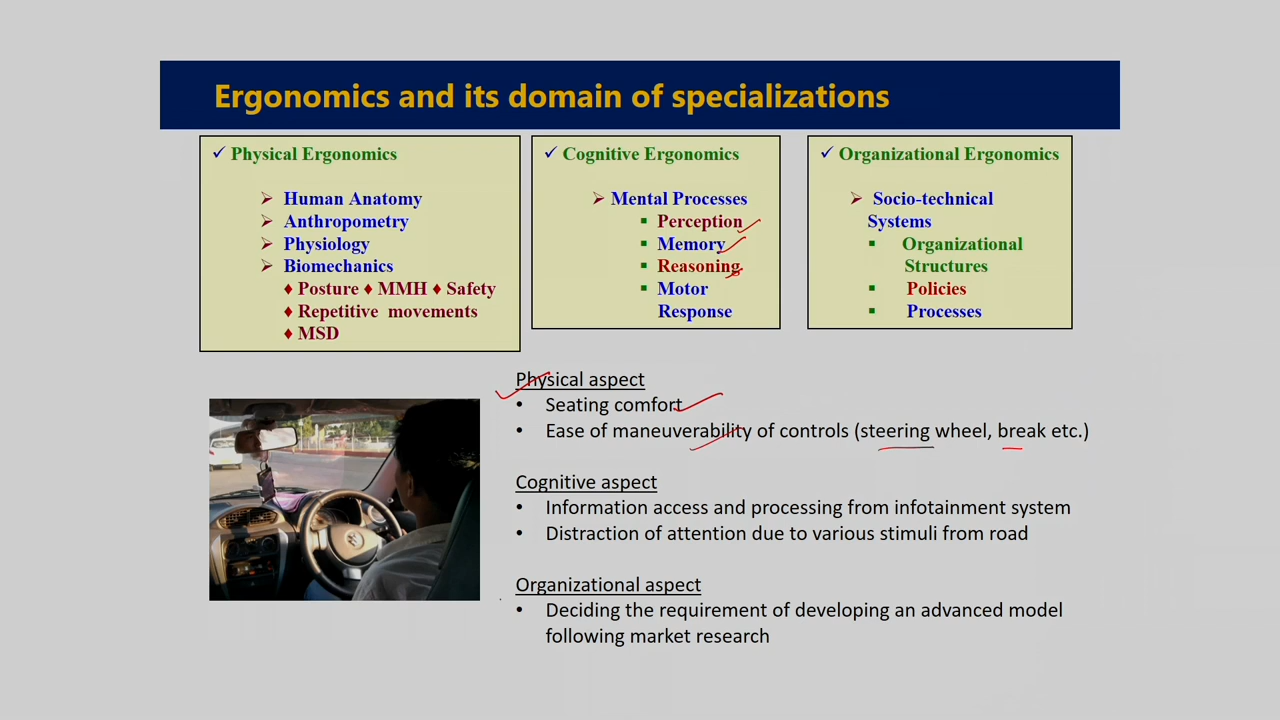 Ergonomics and its domain of specializations
✓ Physical Ergonomics
➢ Human Anatomy
➢ Anthropometry
➢ Physiology
➢ Biomechanics
♦ Posture ♦ MMH ♦ Safety
♦ Repetitive movements
♦ MSD
✓ Cognitive Ergonomics
➢ Mental Processes
▪ Perception
▪ Memory
▪ Reasoning
▪ Motor
Response
✓ Organizational Ergonomics
➢ Socio-technical
Systems
▪ Organizational
Structures
▪ Policies
▪ Processes
Physical aspect
• Seating comfort
• Ease of maneuverability of controls (steering wheel, break etc.)
Cognitive aspect
• Information access and processing from infotainment system
• Distraction of attention due to various stimuli from road
Organizational aspect
• Deciding the requirement of developing an advanced model
following market research